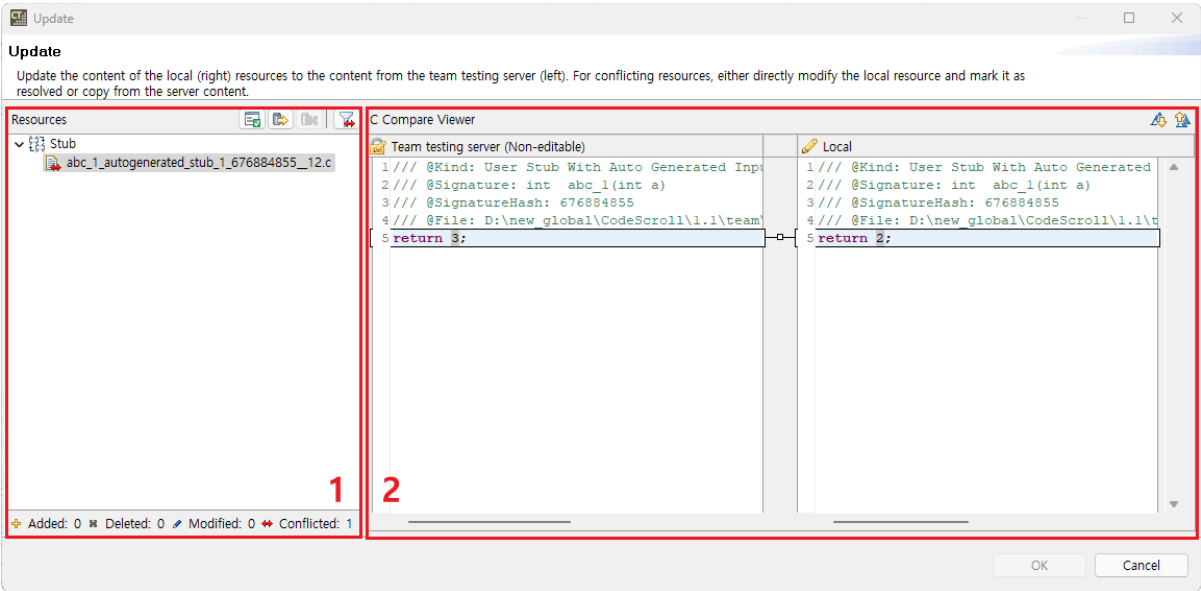 Update
Update
Update the content of the local (right) resources to the content from the team testing server (left). For conflicting resources, either directly modify the local resource and mark it as
resolved or copy from the server content.
Resources
Stub
abc_1_autogenerated_stub_1_676884855__12.c
1
Added: 0 Deleted: 0 Modified: 0 Conflicted: 1
C Compare Viewer
Team testing server (Non-editable)
1 /// @Kind: User Stub With Auto Generated Inpu
2 /// @Signature: int  abc_1(int a)
3 /// @SignatureHash: 676884855
4 /// @File: D:\new_global\CodeScroll\1.1\team\
5 return 3;
2
Local
1 /// @Kind: User Stub With Auto Generated
2 /// @Signature: int  abc_1(int a)
3 /// @SignatureHash: 676884855
4 /// @File: D:\new_global\CodeScroll\1.1\t
5 return 2;
OK
Cancel